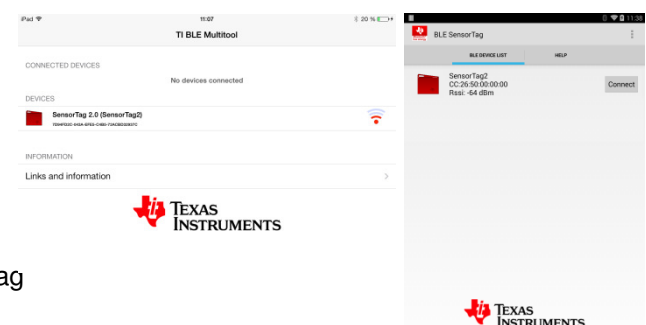 iPad 11:07 20 %
TI BLE Multitool
CONNECTED DEVICES
No devices connected
DEVICES
SensorTag 2.0 (SensorTag2)
INFORMATION
Links and information
TEXAS
INSTRUMENTS
ag
11:38
BLE SensorTag
BLE DEVICE LIST HELP
SensorTag2
CC:26:50:00:00:00
Rssi: -64 dBm
Connect
TEXAS
INSTRUMENTS